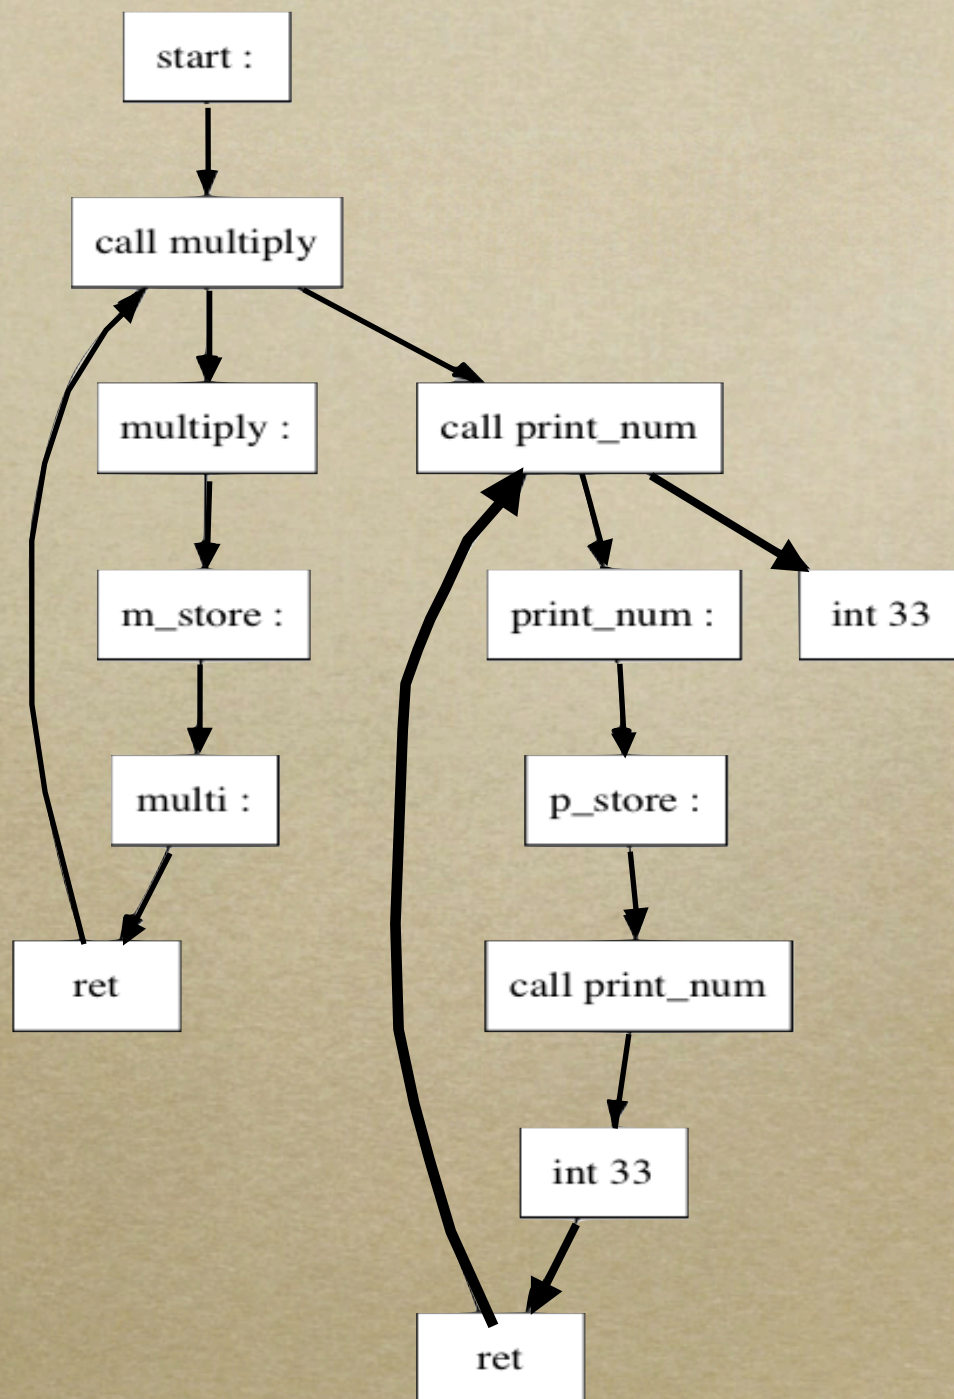 start :
call multiply
multiply :
call print_num
m_store :
print_num :
int 33
multi :
p_store :
ret
call print_num
int 33
ret